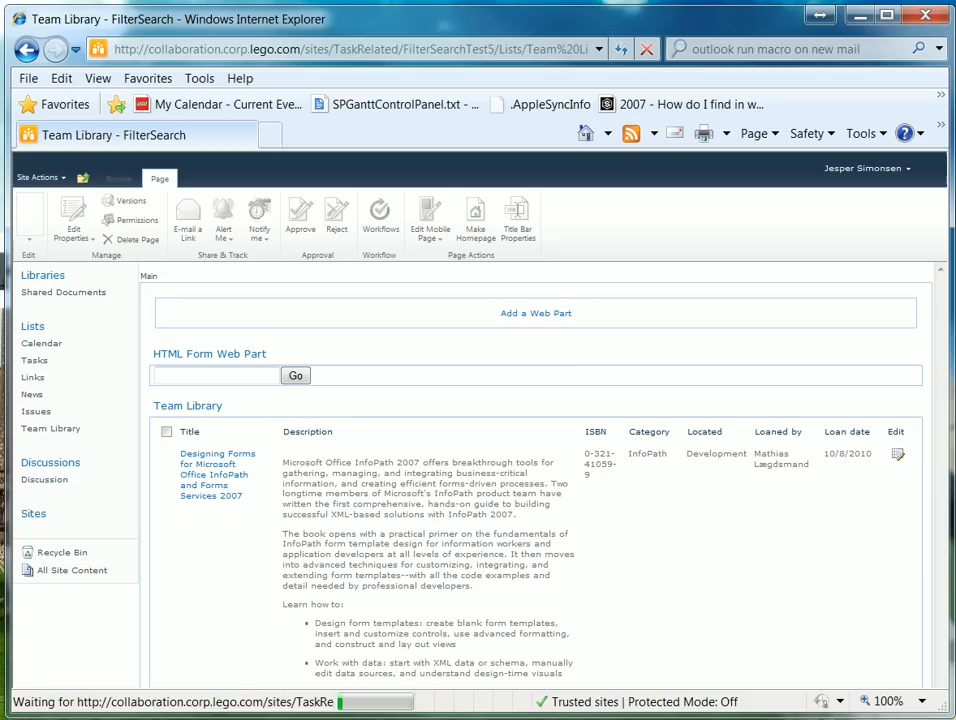 Team Library - FilterSearch - Windows Internet Explorer
http://collaboration.corp.lego.com/sites/TaskRelated/FilterSearchTest5/Lists/Team%20Li
outlook run macro on new mail
File Edit View Favorites Tools Help
Favorites My Calendar - Current Eve... SPGanttControlPanel.txt - ... .AppleSyncInfo 2007 - How do I find in w...
Team Library - FilterSearch
Page Safety Tools
Jesper Simonsen
Site Actions Browse Page
Edit
Properties
Versions
Permissions
Delete Page
E-mail a
Link
Alert
Me
Notify
me
Approve
Reject
Workflows
Edit Mobile
Page
Make
Homepage
Title Bar
Properties
Edit Manage Share & Track Approval Workflow Page Actions
Libraries
Shared Documents
Lists
Calendar
Tasks
Links
News
Issues
Team Library
Discussions
Discussion
Sites
Recycle Bin
All Site Content
Main
Add a Web Part
HTML Form Web Part
Go
Team Library
Title Description ISBN Category Located Loaned by Loan date Edit
Designing Forms
for Microsoft
Office InfoPath
and Forms
Services 2007
Microsoft Office InfoPath 2007 offers breakthrough tools for
gathering, managing, and integrating business-critical
information, and creating efficient forms-driven processes. Two
longtime members of Microsoft's InfoPath product team have
written the first comprehensive, hands-on guide to building
successful XML-based solutions with InfoPath 2007.
The book opens with a practical primer on the fundamentals of
InfoPath form template design for information workers and
application developers at all levels of experience. It then moves
into advanced techniques for customizing, integrating, and
extending form templates--with all the code examples and
detail needed by professional developers.
Learn how to:
• Design form templates: create blank form templates,
insert and customize controls, use advanced formatting,
and construct and lay out views
• Work with data: start with XML data or schema, manually
edit data sources, and understand design-time visuals
0-321-
41059-
9
InfoPath
Development
Mathias
Lægdsmand
10/8/2010
Waiting for http://collaboration.corp.lego.com/sites/TaskRe
Trusted sites | Protected Mode: Off
100%